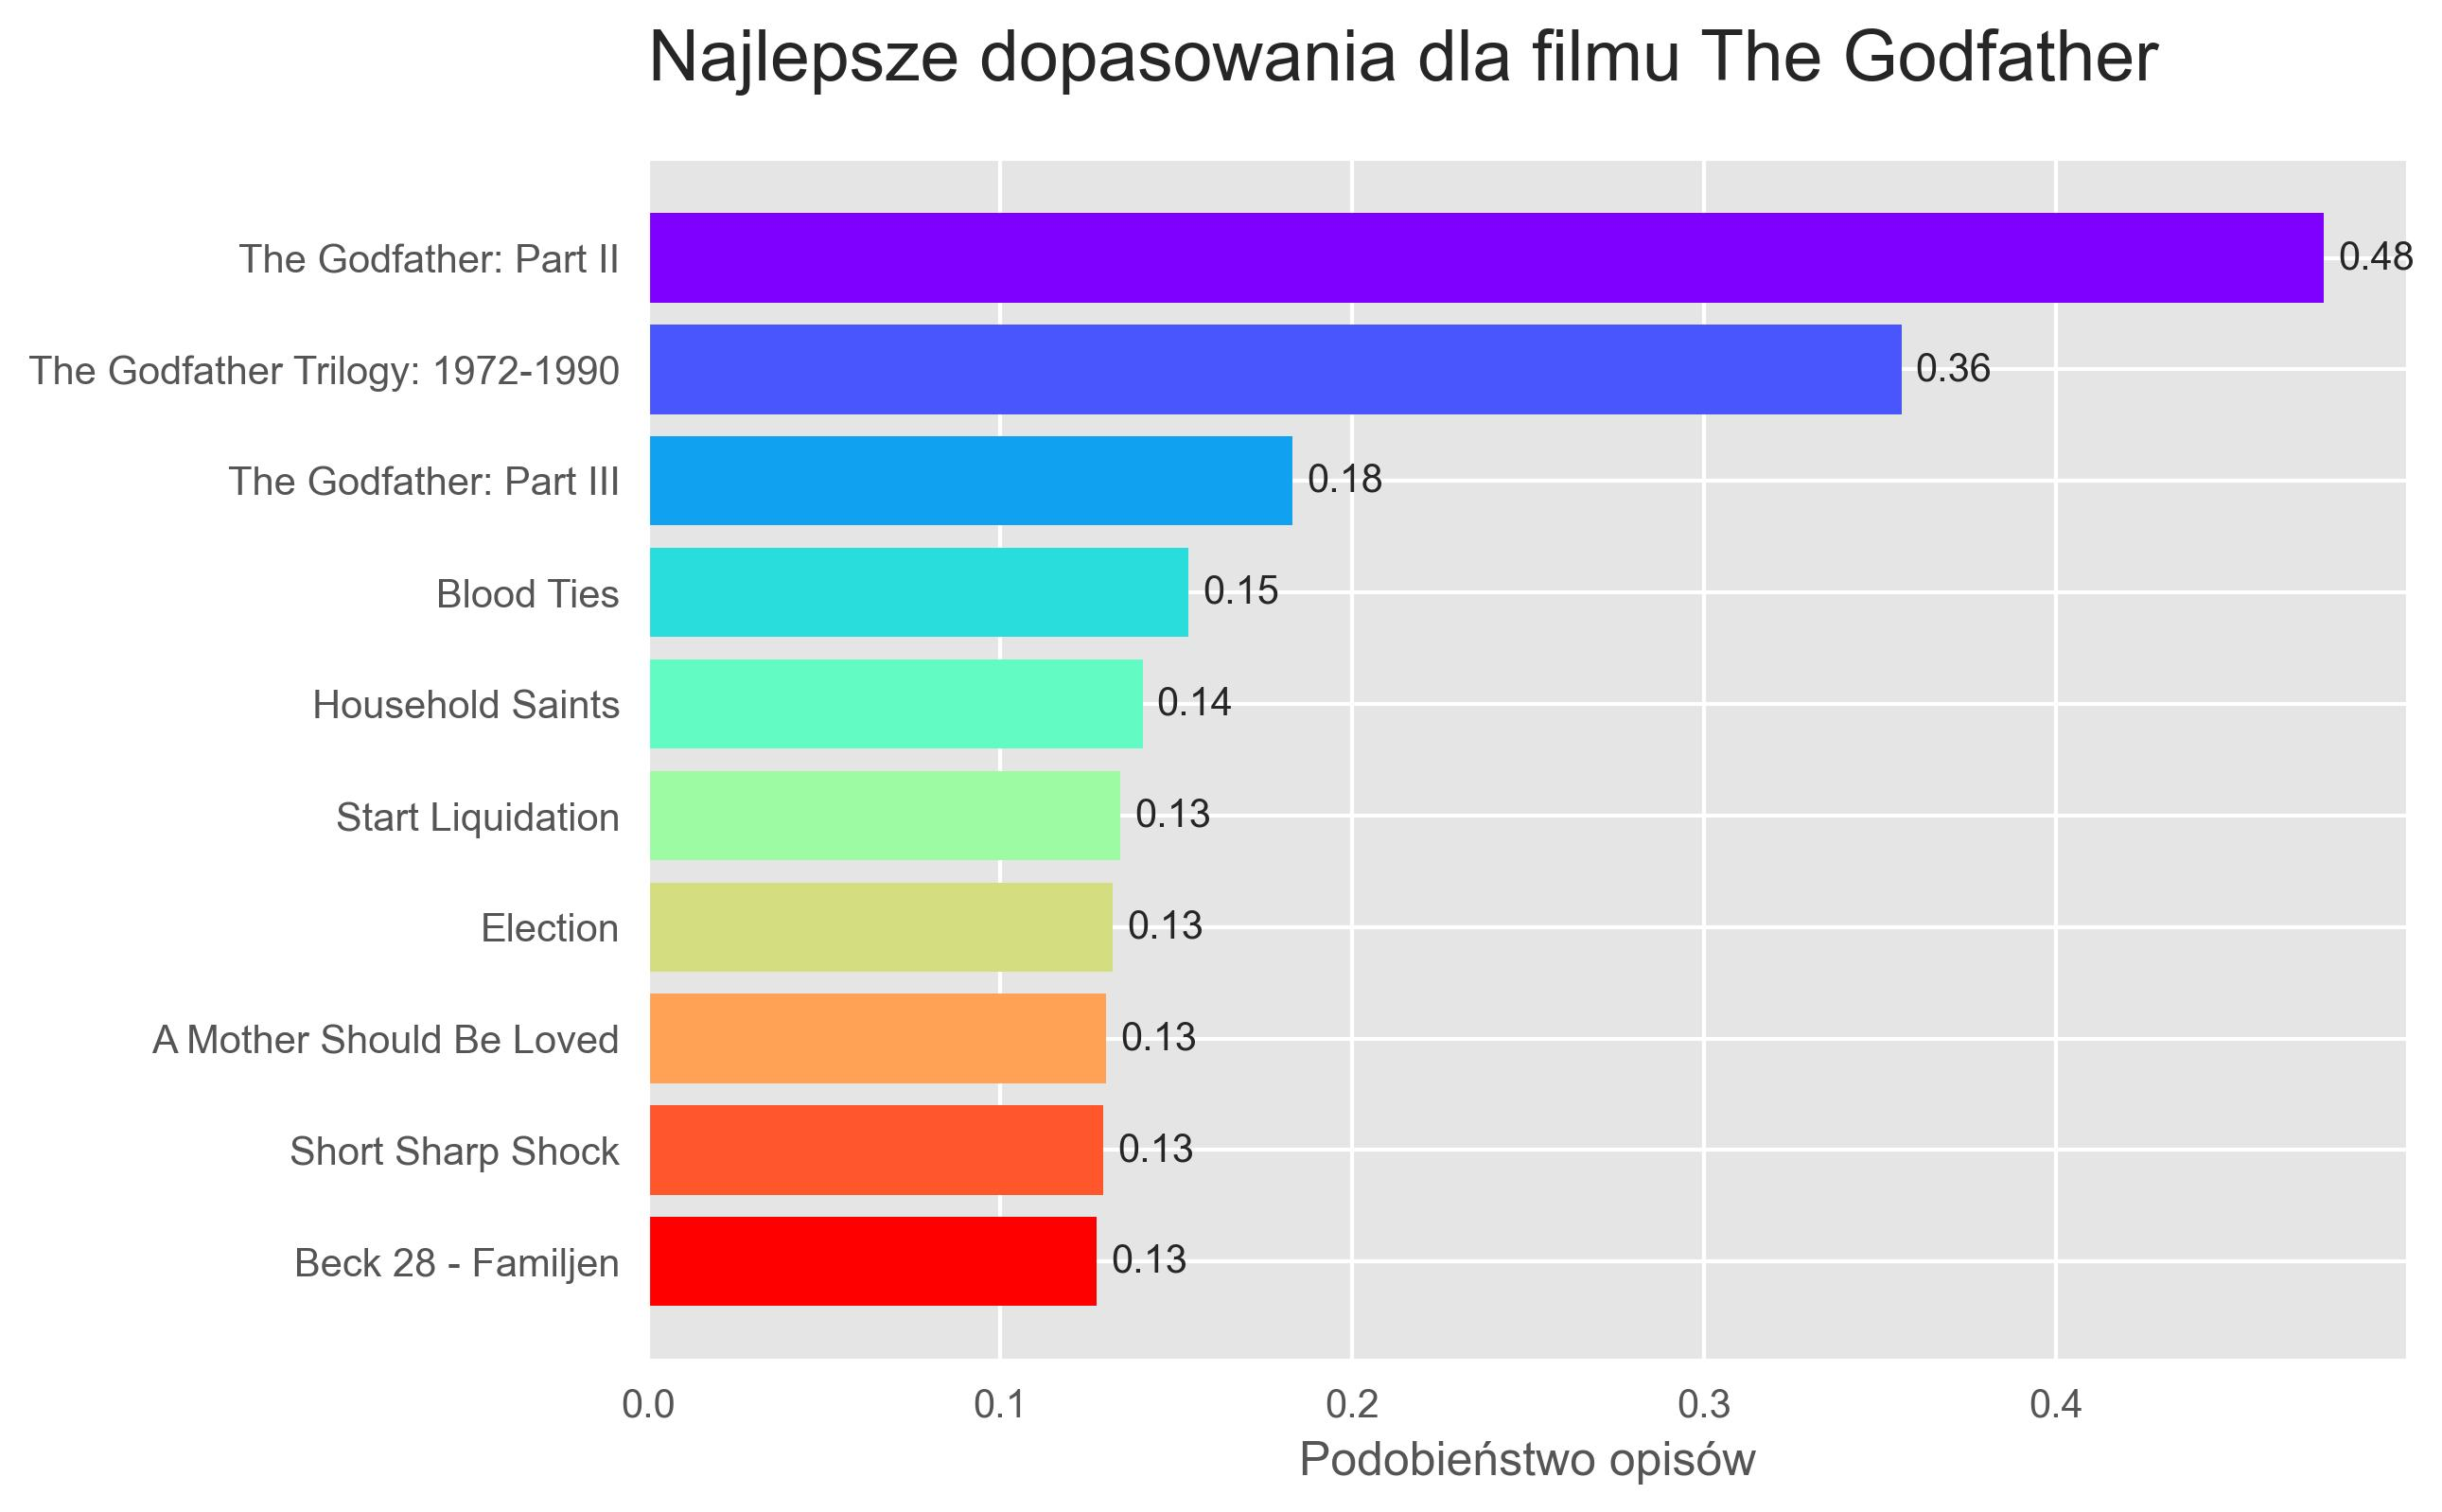 Najlepsze dopasowania dla filmu The Godfather
The Godfather: Part II 0.48
The Godfather Trilogy: 1972-1990 0.36
The Godfather: Part III 0.18
Blood Ties 0.15
Household Saints 0.14
Start Liquidation 0.13
Election 0.13
A Mother Should Be Loved 0.13
Short Sharp Shock 0.13
Beck 28 - Familjen 0.13
0.0 0.1 0.2 0.3 0.4
Podobieństwo opisów